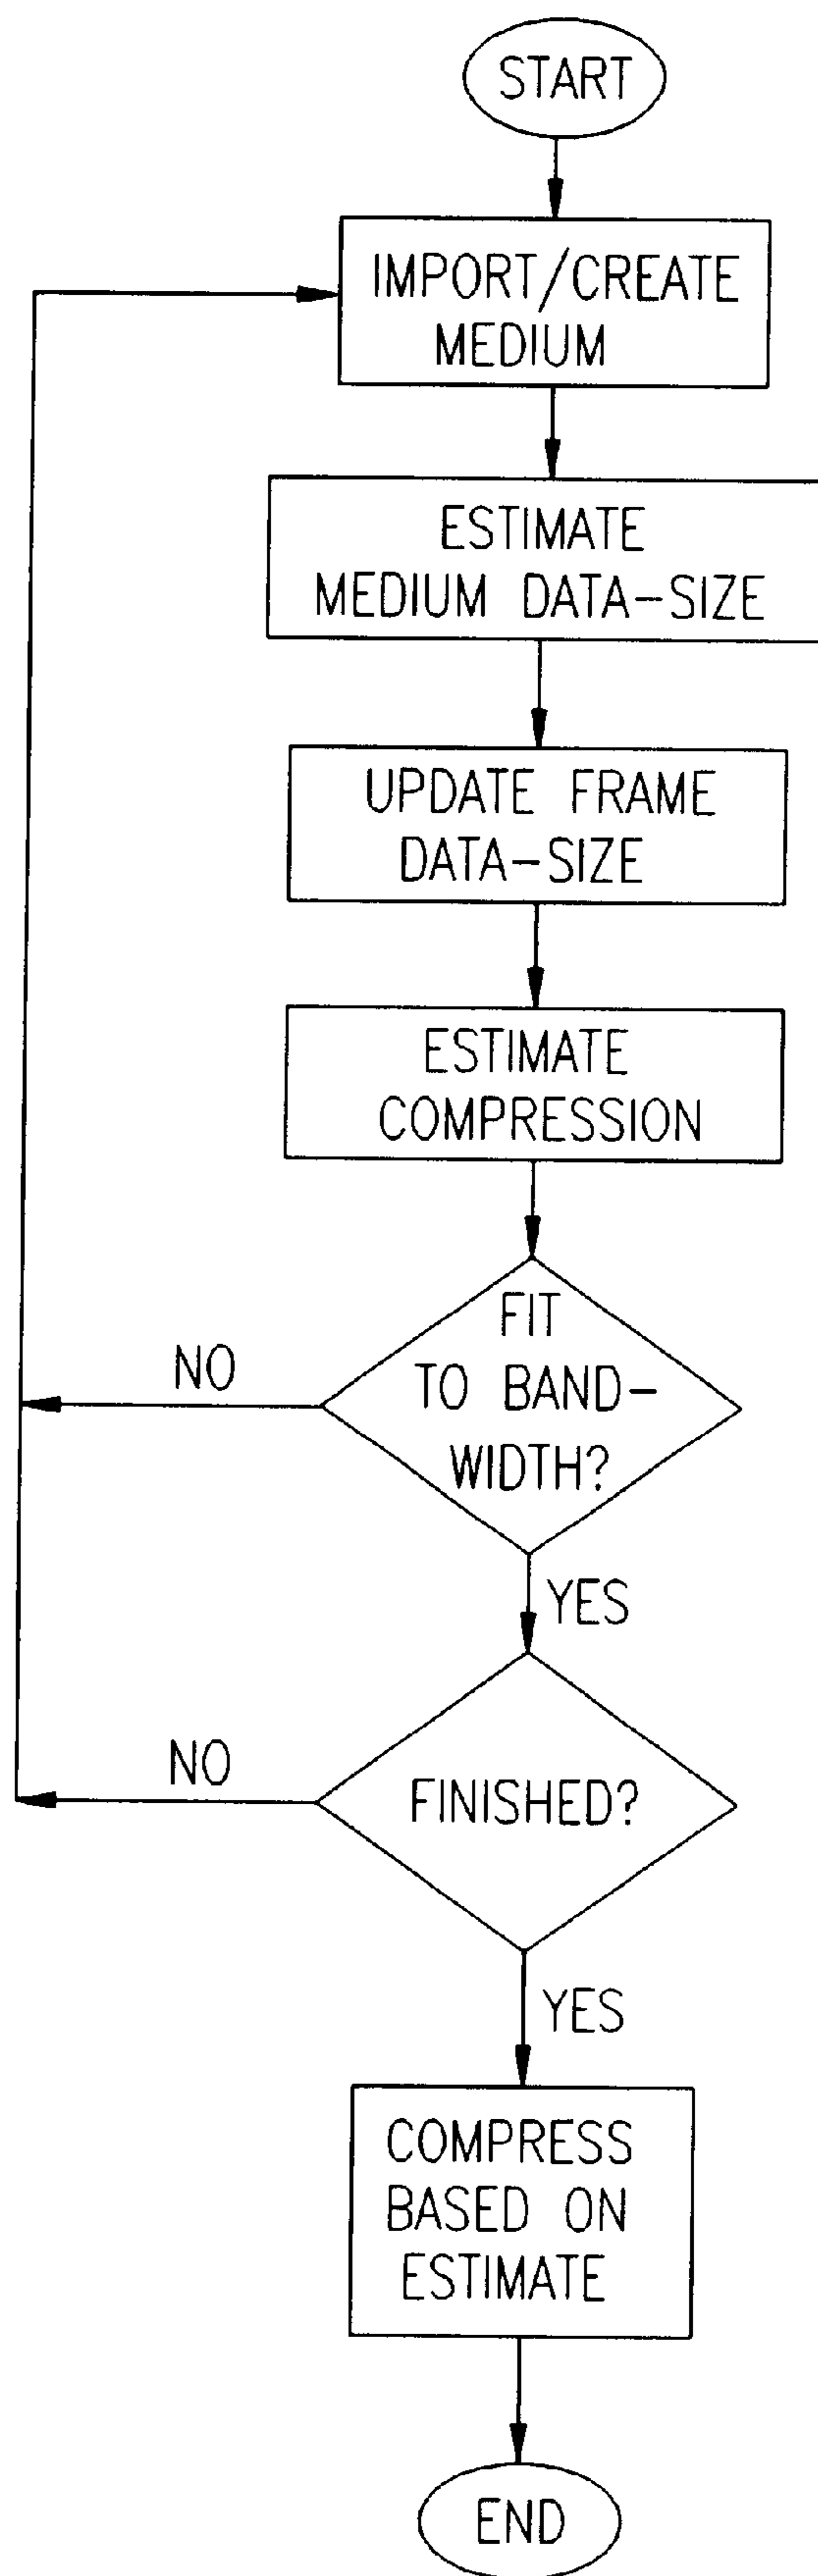 START
IMPORT/CREATE
MEDIUM
ESTIMATE
MEDIUM DATA-SIZE
UPDATE FRAME
DATA-SIZE
ESTIMATE
COMPRESSION
FIT
TO BAND-
WIDTH?
NO
YES
FINISHED?
NO
YES
COMPRESS
BASED ON
ESTIMATE
END